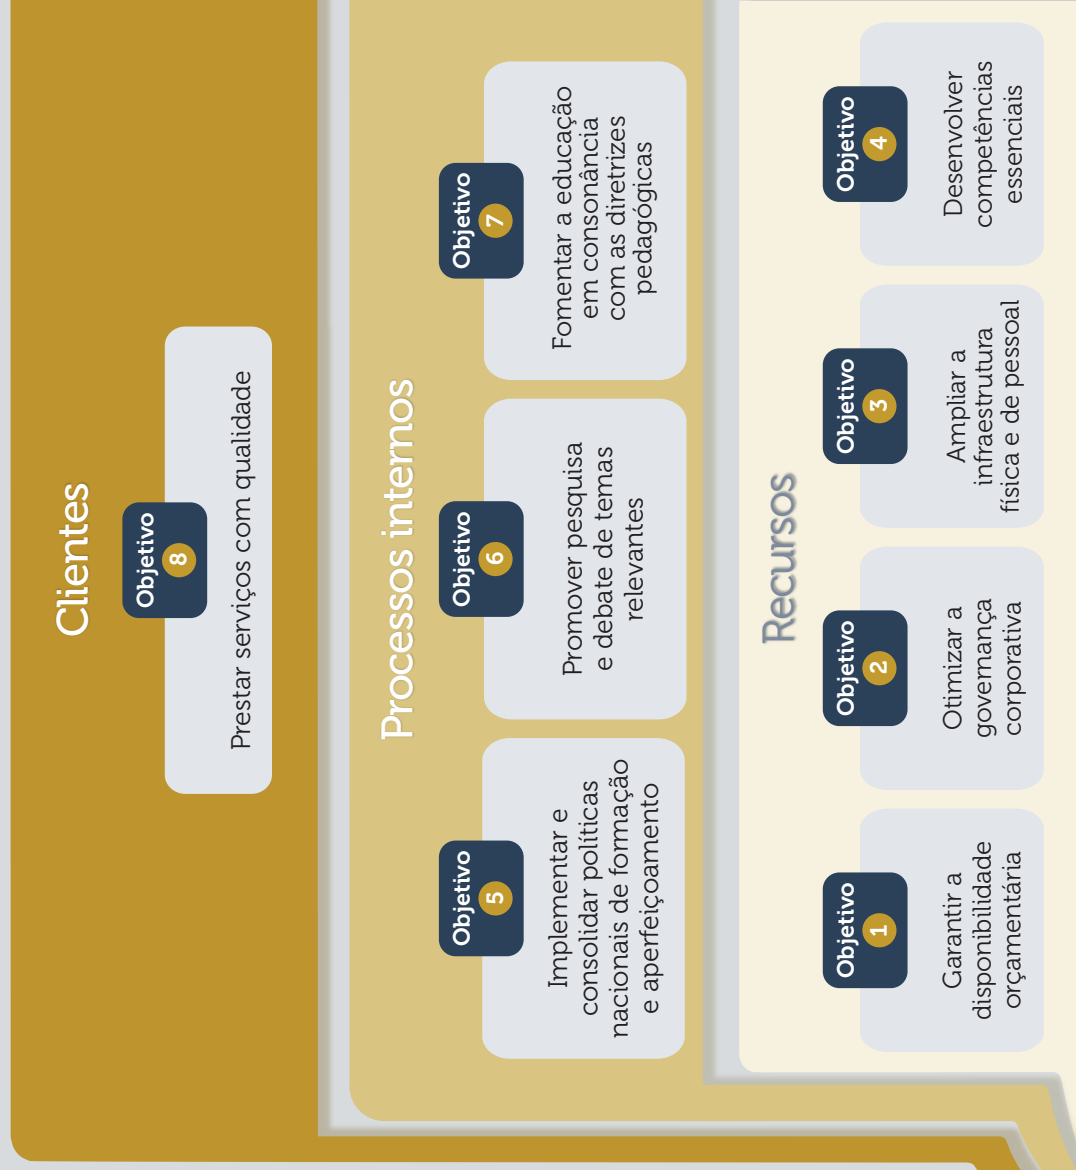 Clientes
Objetivo
8
Prestar serviços com qualidade
Processos internos
Objetivo
5
Implementar e
consolidar políticas
nacionais de formação
e aperfeiçoamento
Objetivo
6
Promover pesquisa
e debate de temas
relevantes
Objetivo
7
Fomentar a educação
em consonância
com as diretrizes
pedagógicas
Recursos
Objetivo
1
Garantir a
disponibilidade
orçamentária
Objetivo
2
Otimizar a
governança
corporativa
Objetivo
3
Ampliar a
infraestrutura
física e de pessoal
Objetivo
4
Desenvolver
competências
essenciais